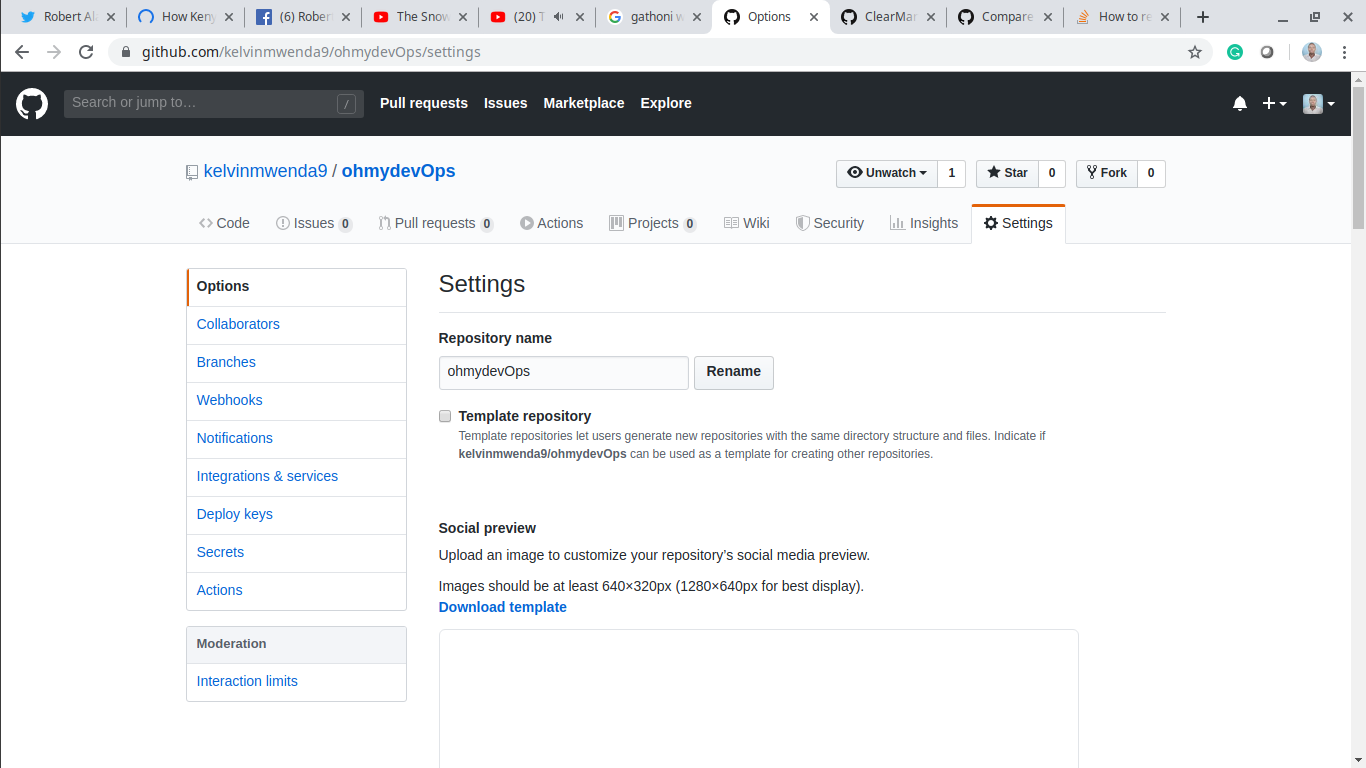 Robert Al
How Keny
(6) Rober
The Snow
(20) T
gathoni w
Options
ClearMar
Compare
How to re
github.com/kelvinmwenda9/ohmydevOps/settings
Search or jump to…
/
Pull requests
Issues
Marketplace
Explore
kelvinmwenda9 / ohmydevOps
Unwatch 1
Star 0
Fork 0
Code
Issues 0
Pull requests 0
Actions
Projects 0
Wiki
Security
Insights
Settings
Options
Collaborators
Branches
Webhooks
Notifications
Integrations & services
Deploy keys
Secrets
Actions
Moderation
Interaction limits
Settings
Repository name
ohmydevOps
Rename
Template repository
Template repositories let users generate new repositories with the same directory structure and files. Indicate if
kelvinmwenda9/ohmydevOps can be used as a template for creating other repositories.
Social preview
Upload an image to customize your repository’s social media preview.
Images should be at least 640×320px (1280×640px for best display).
Download template